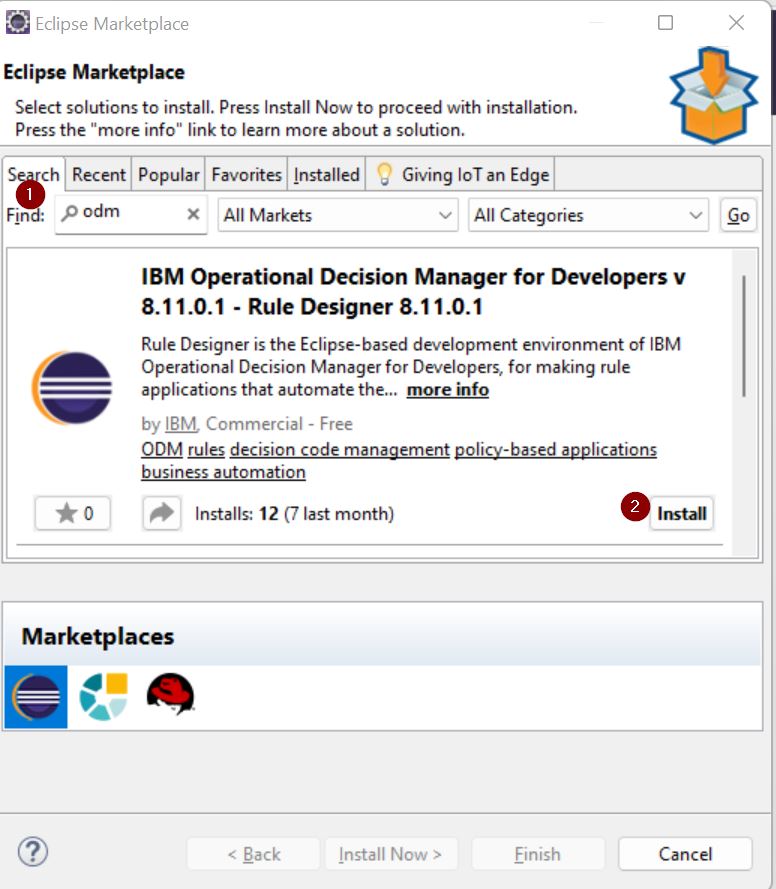 Eclipse Marketplace
Eclipse Marketplace
Select solutions to install. Press Install Now to proceed with installation.
Press the "more info" link to learn more about a solution.
Search Recent Popular Favorites Installed Giving IoT an Edge
1
Find: odm All Markets All Categories Go
IBM Operational Decision Manager for Developers v
8.11.0.1 - Rule Designer 8.11.0.1
Rule Designer is the Eclipse-based development environment of IBM
Operational Decision Manager for Developers, for making rule
applications that automate the... more info
by IBM, Commercial - Free
ODM rules decision code management policy-based applications
business automation
0 Installs: 12 (7 last month) 2 Install
Marketplaces
? < Back Install Now > Finish Cancel